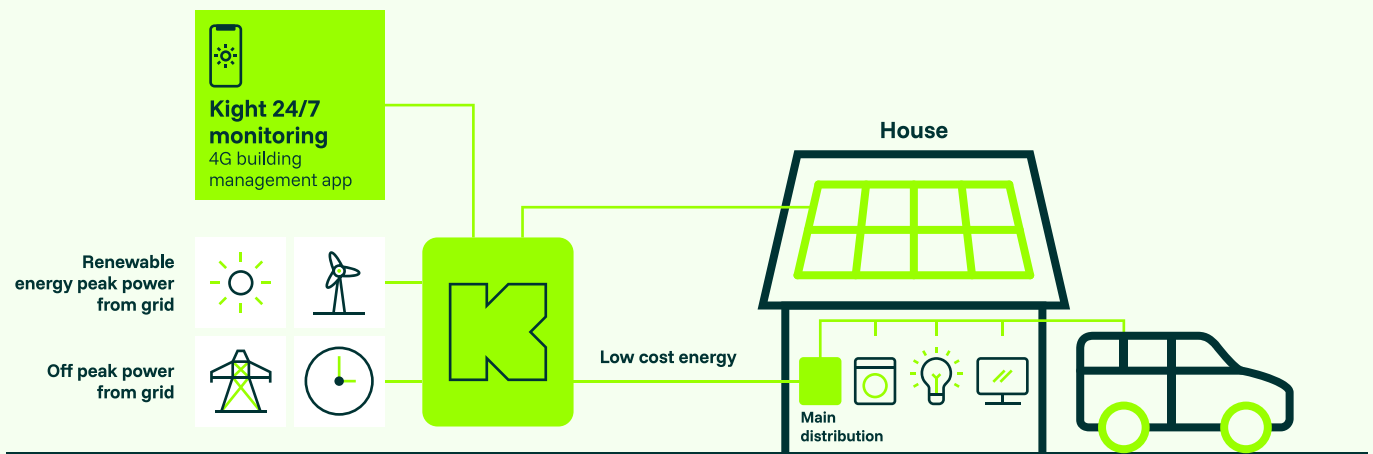 Kight 24/7
monitoring
4G building
management app
House
Renewable
energy peak power
from grid
Off peak power
from grid
K
Low cost energy
Main
distribution